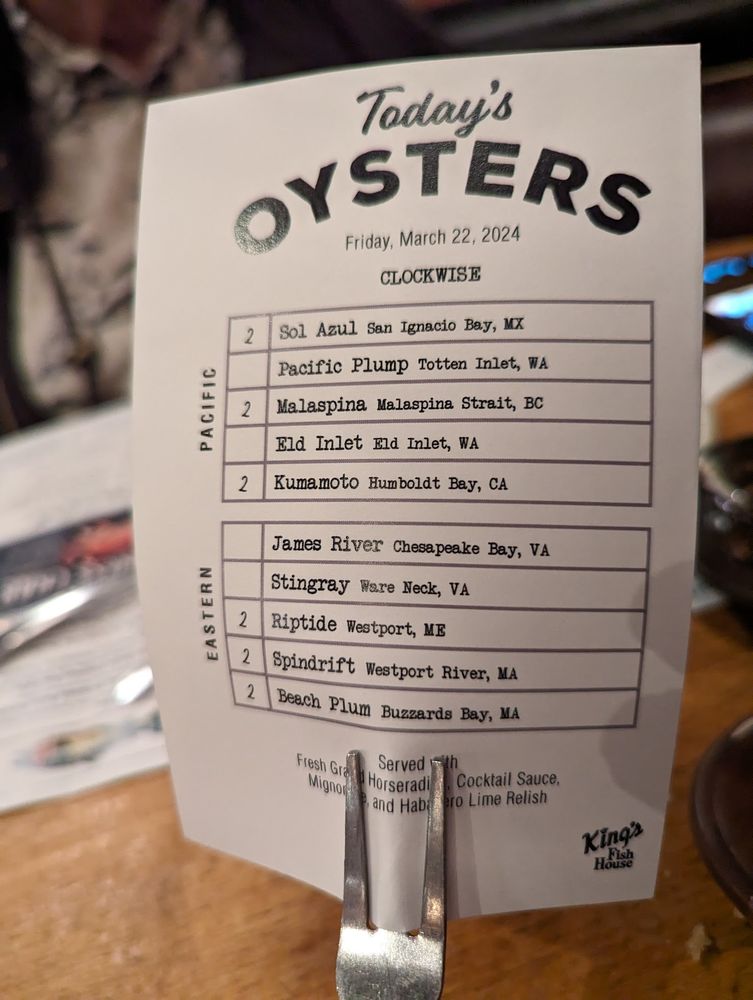 Today's
OYSTERS
Friday, March 22, 2024
CLOCKWISE
PACIFIC
2 Sol Azul San Ignacio Bay, MX
Pacific Plump Totten Inlet, WA
2 Malaspina Malaspina Strait, BC
Eld Inlet Eld Inlet, WA
2 Kumamoto Humboldt Bay, CA
EASTERN
James River Chesapeake Bay, VA
Stingray Ware Neck, VA
2 Riptide Westport, ME
2 Spindrift Westport River, MA
2 Beach Plum Buzzards Bay, MA
Served with
Fresh Horseradish, Cocktail Sauce,
and Habanero Lime Relish
King's
Fish
House